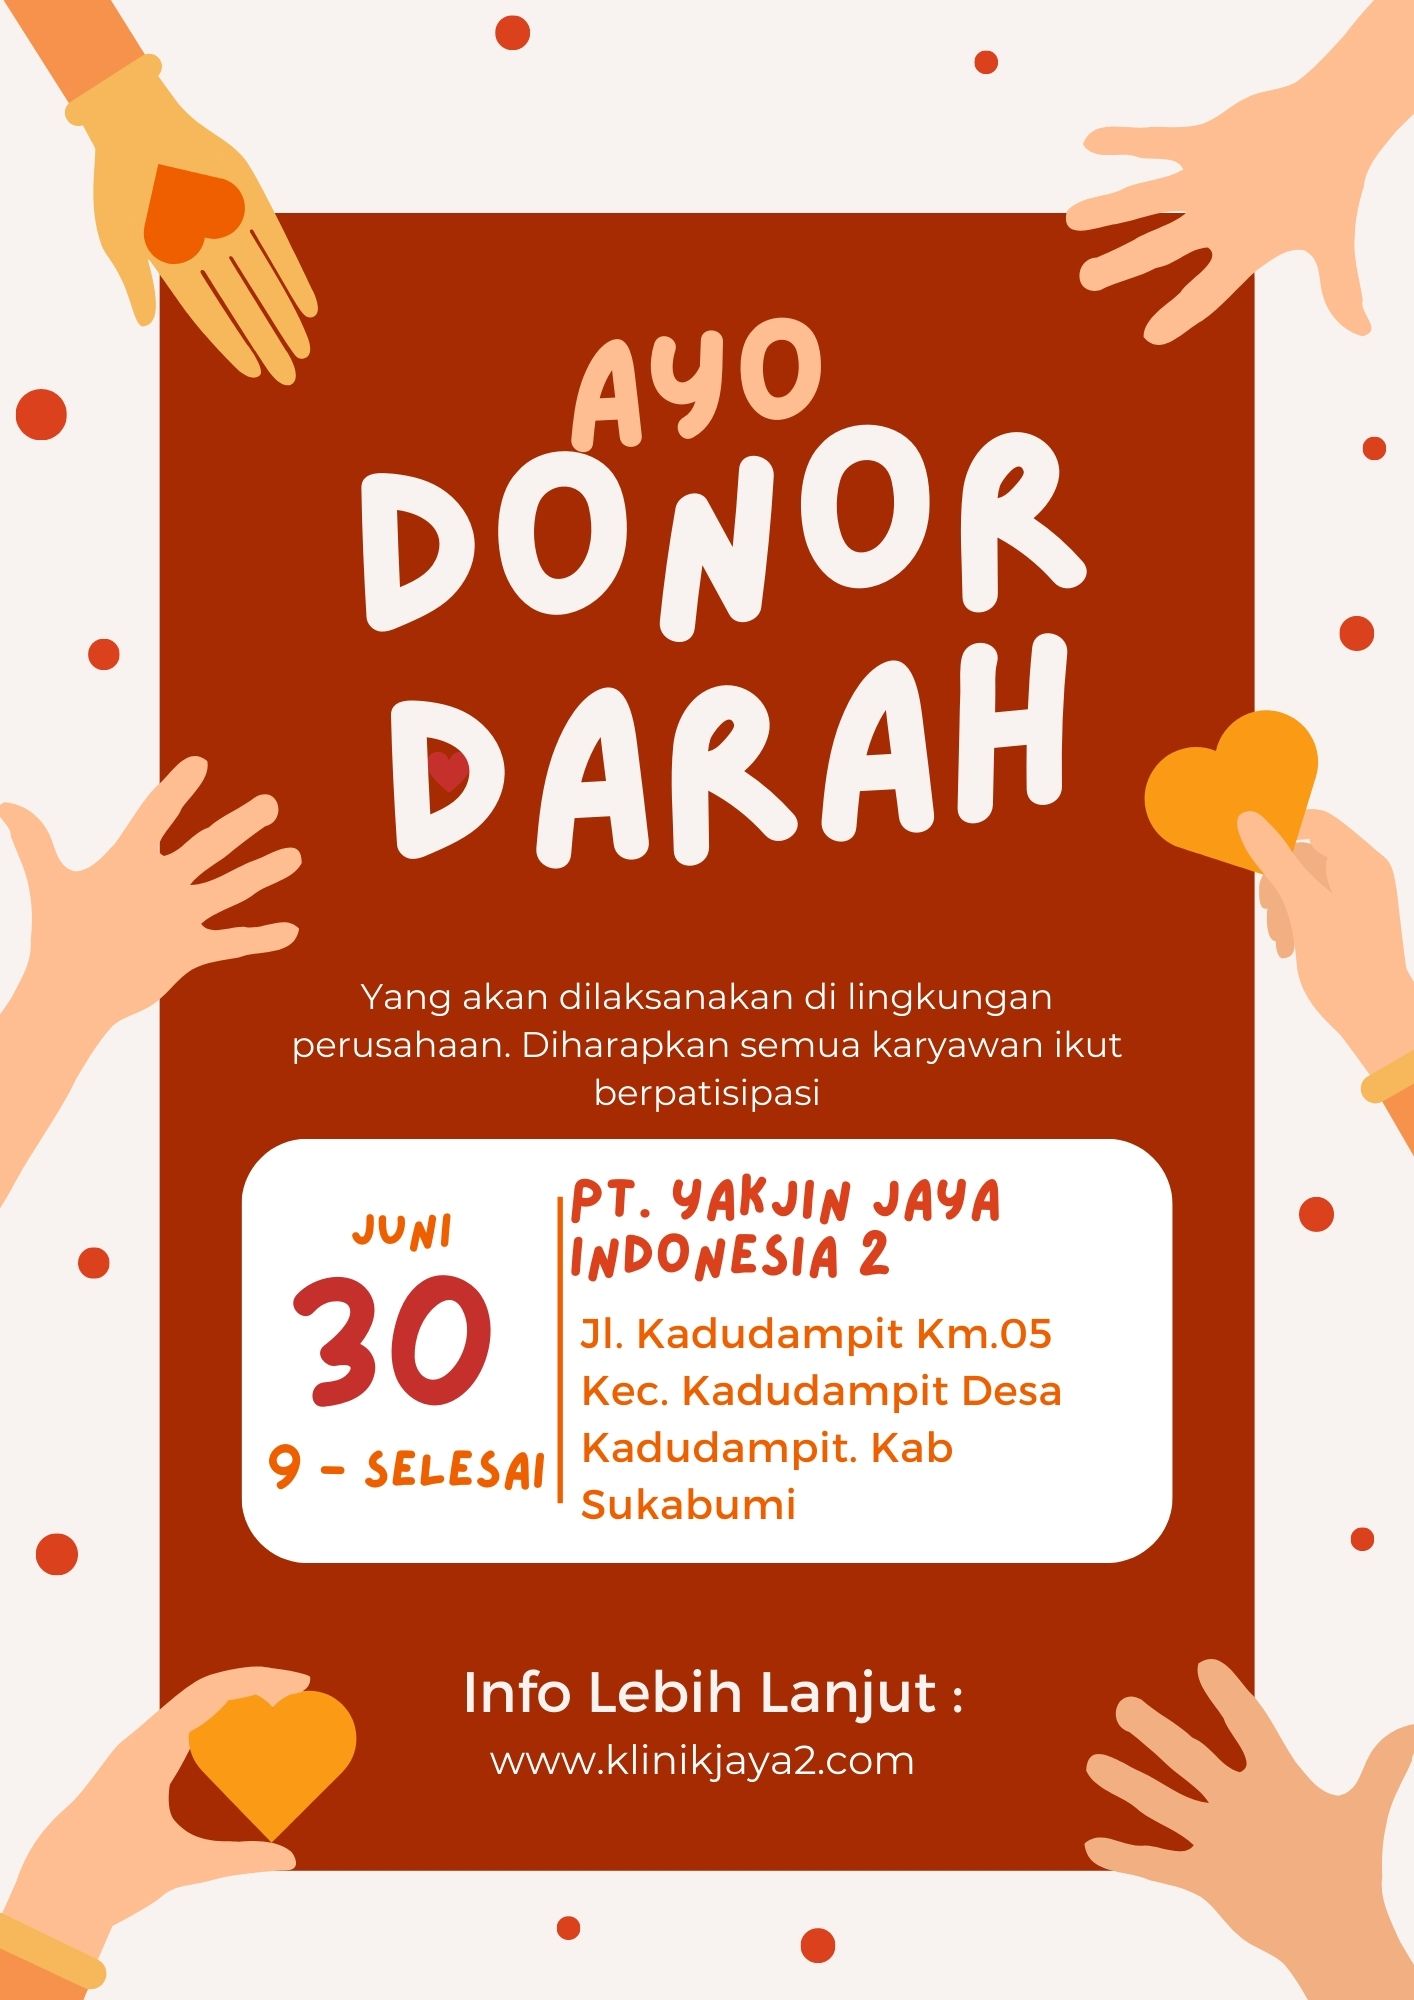 AYO
DONOR
DARAH
Yang akan dilaksanakan di lingkungan
perusahaan. Diharapkan semua karyawan ikut
berpatisipasi
JUNI
30
9 - SELESAI
PT. YAKJIN JAYA
INDONESIA 2
Jl. Kadudampit Km.05
Kec. Kadudampit Desa
Kadudampit. Kab
Sukabumi
Info Lebih Lanjut :
www.klinikjaya2.com